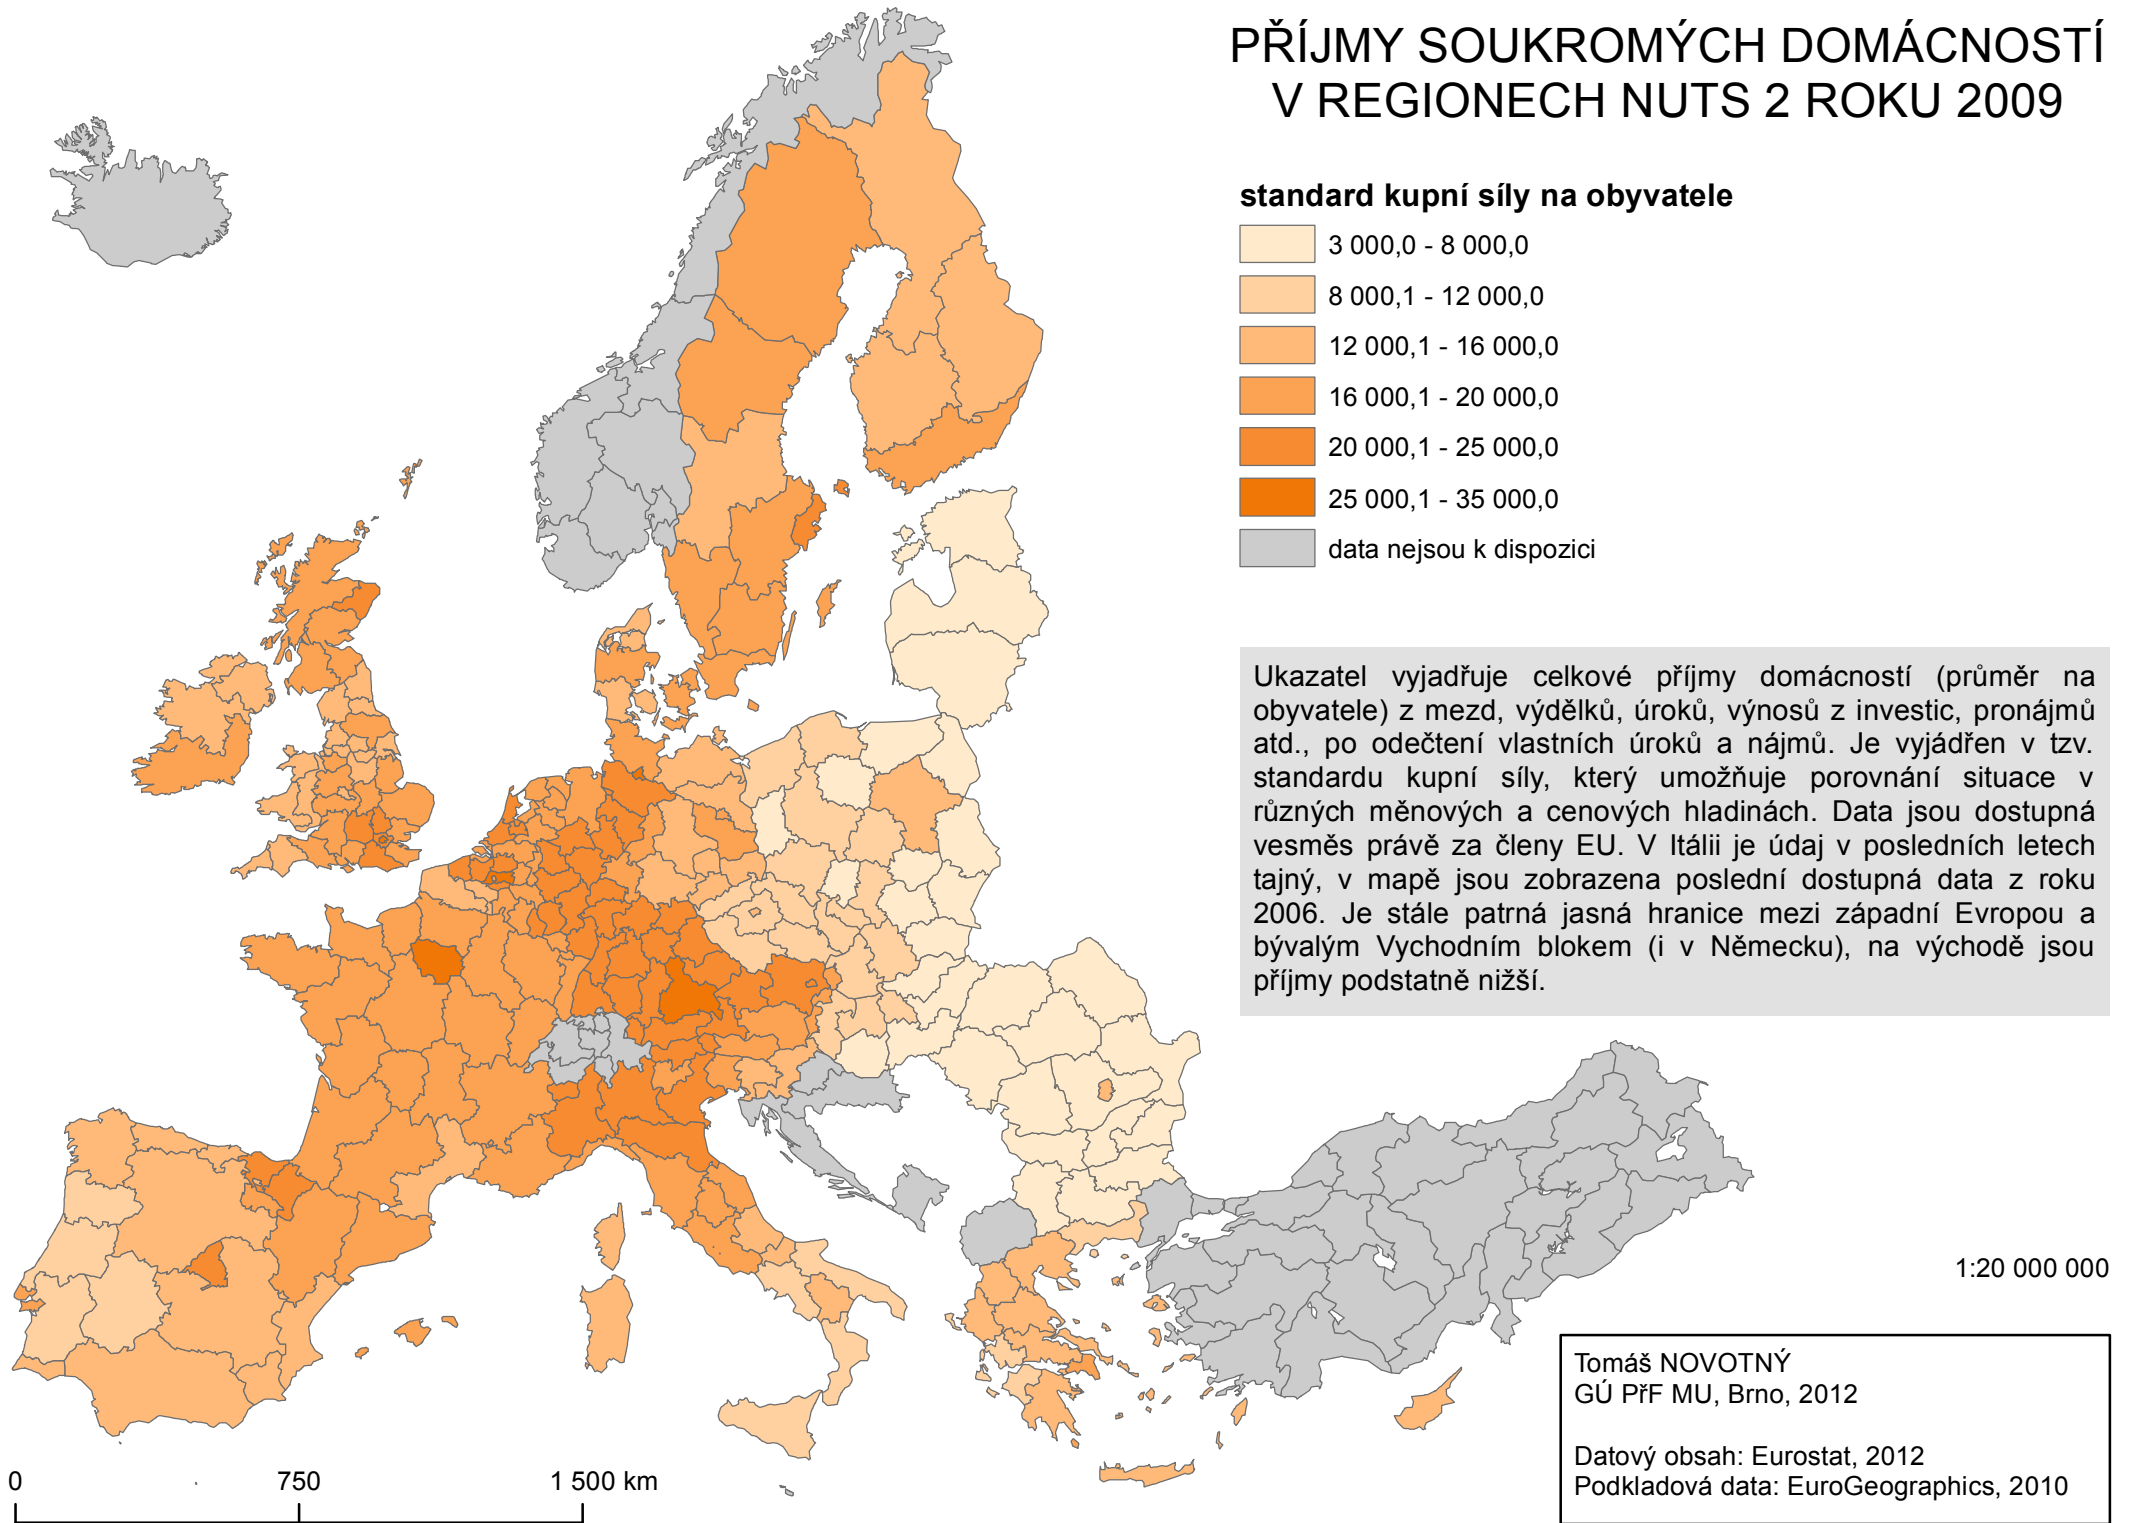 PŘÍJMY SOUKROMÝCH DOMÁCNOSTÍ
V REGIONECH NUTS 2 ROKU 2009
standard kupní síly na obyvatele
3 000,0 - 8 000,0
8 000,1 - 12 000,0
12 000,1 - 16 000,0
16 000,1 - 20 000,0
20 000,1 - 25 000,0
25 000,1 - 35 000,0
data nejsou k dispozici
Ukazatel vyjadřuje celkové příjmy domácností (průměr na
obyvatele) z mezd, výdělků, úroků, výnosů z investic, pronájmů
atd., po odečtení vlastních úroků a nájmů. Je vyjádřen v tzv.
standardu kupní síly, který umožňuje porovnání situace v
různých měnových a cenových hladinách. Data jsou dostupná
vesměs právě za členy EU. V Itálii je údaj v posledních letech
tajný, v mapě jsou zobrazena poslední dostupná data z roku
2006. Je stále patrná jasná hranice mezi západní Evropou a
bývalým Vychodním blokem (i v Německu), na východě jsou
příjmy podstatně nižší.
1:20 000 000
Tomáš NOVOTNÝ
GÚ PřF MU, Brno, 2012
Datový obsah: Eurostat, 2012
Podkladová data: EuroGeographics, 2010
0 750 1 500 km